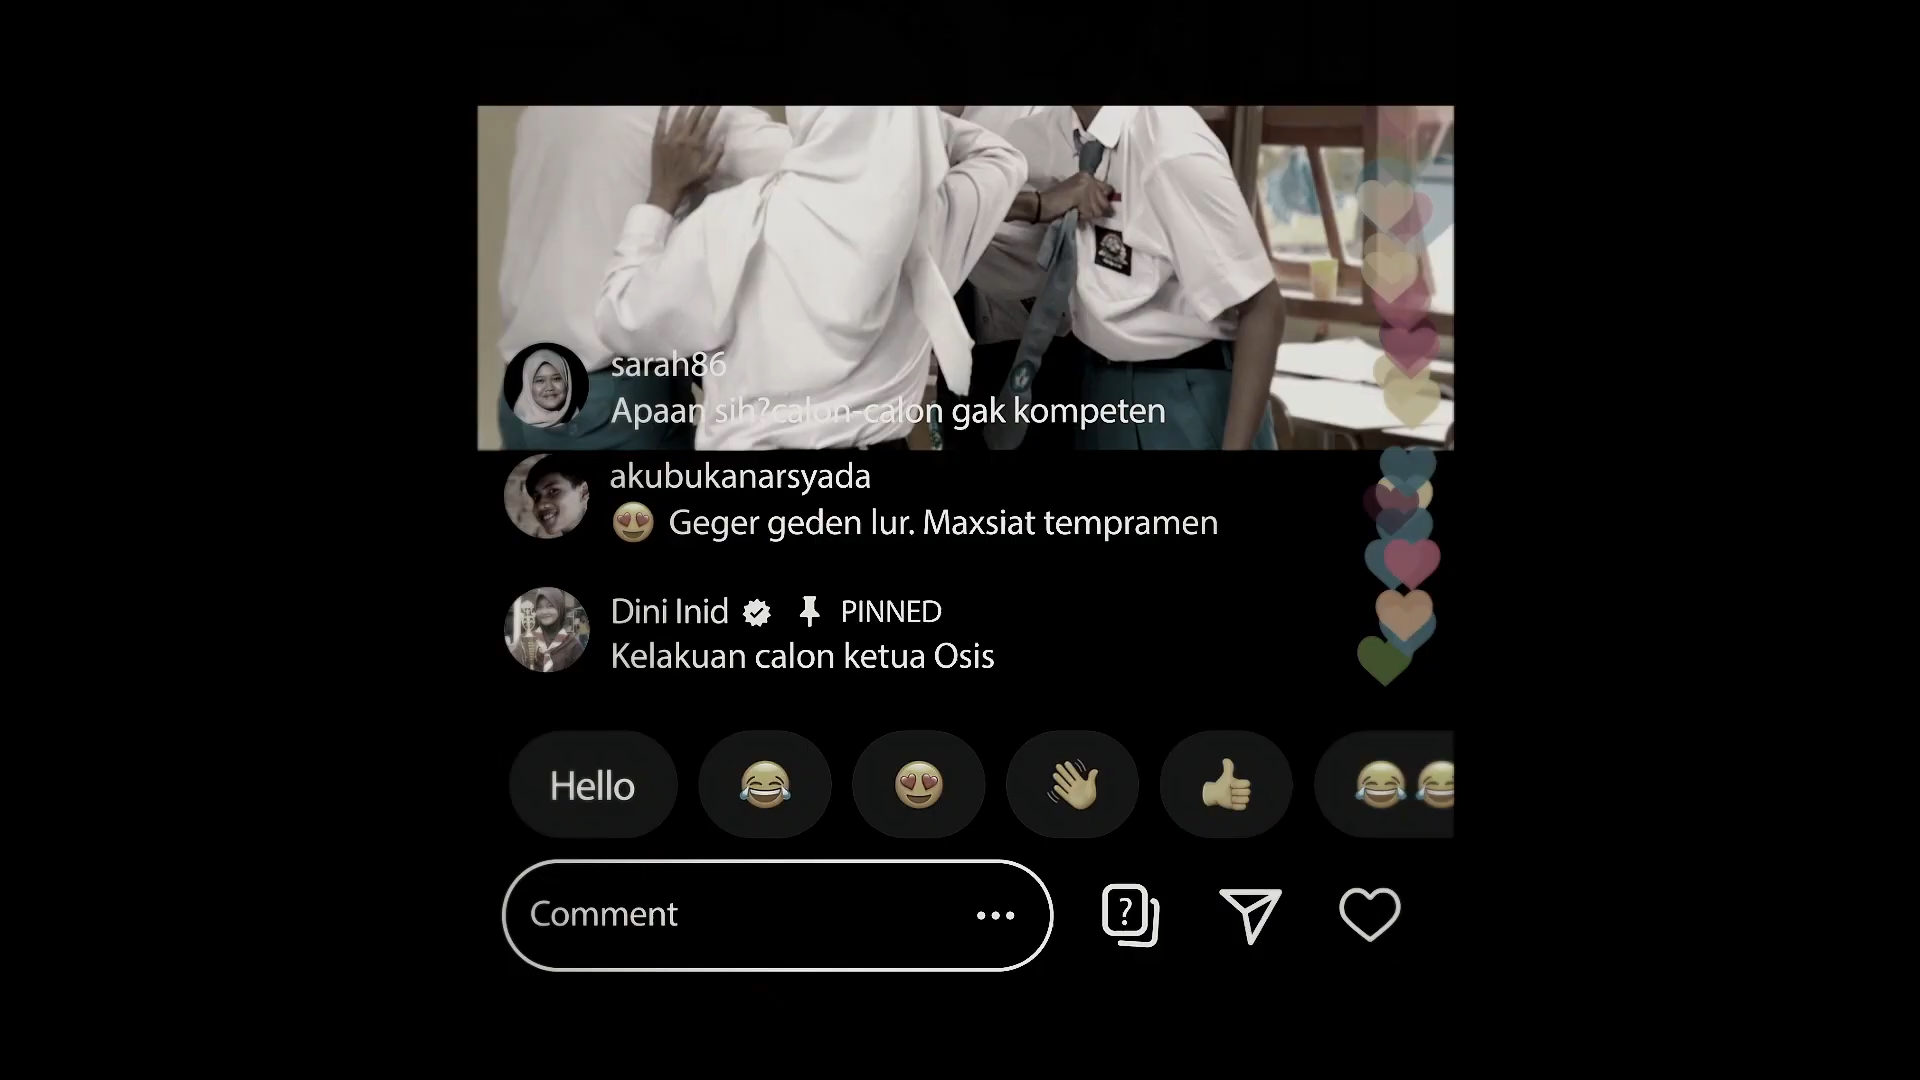 sarah86
Apaan sih?calon-calon gak kompeten
akubukanarsyada
😍 Geger geden lur. Maxsiat tempramen
Dini Inid PINNED
Kelakuan calon ketua Osis
Hello
Comment
?